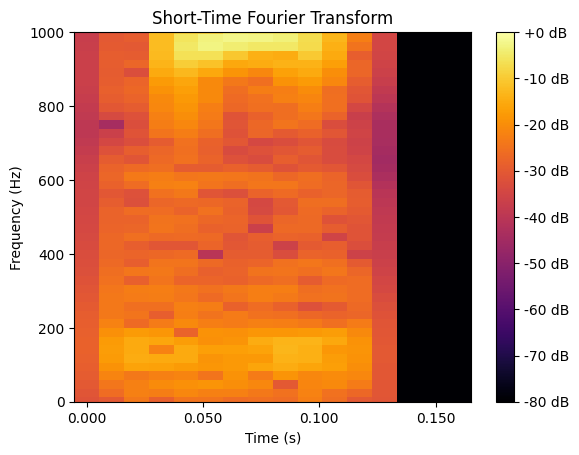 Short-Time Fourier Transform
1000
800
600
400
200
0
Frequency (Hz)
0.000
0.050
0.100
0.150
Time (s)
+0 dB
-10 dB
-20 dB
-30 dB
-40 dB
-50 dB
-60 dB
-70 dB
-80 dB